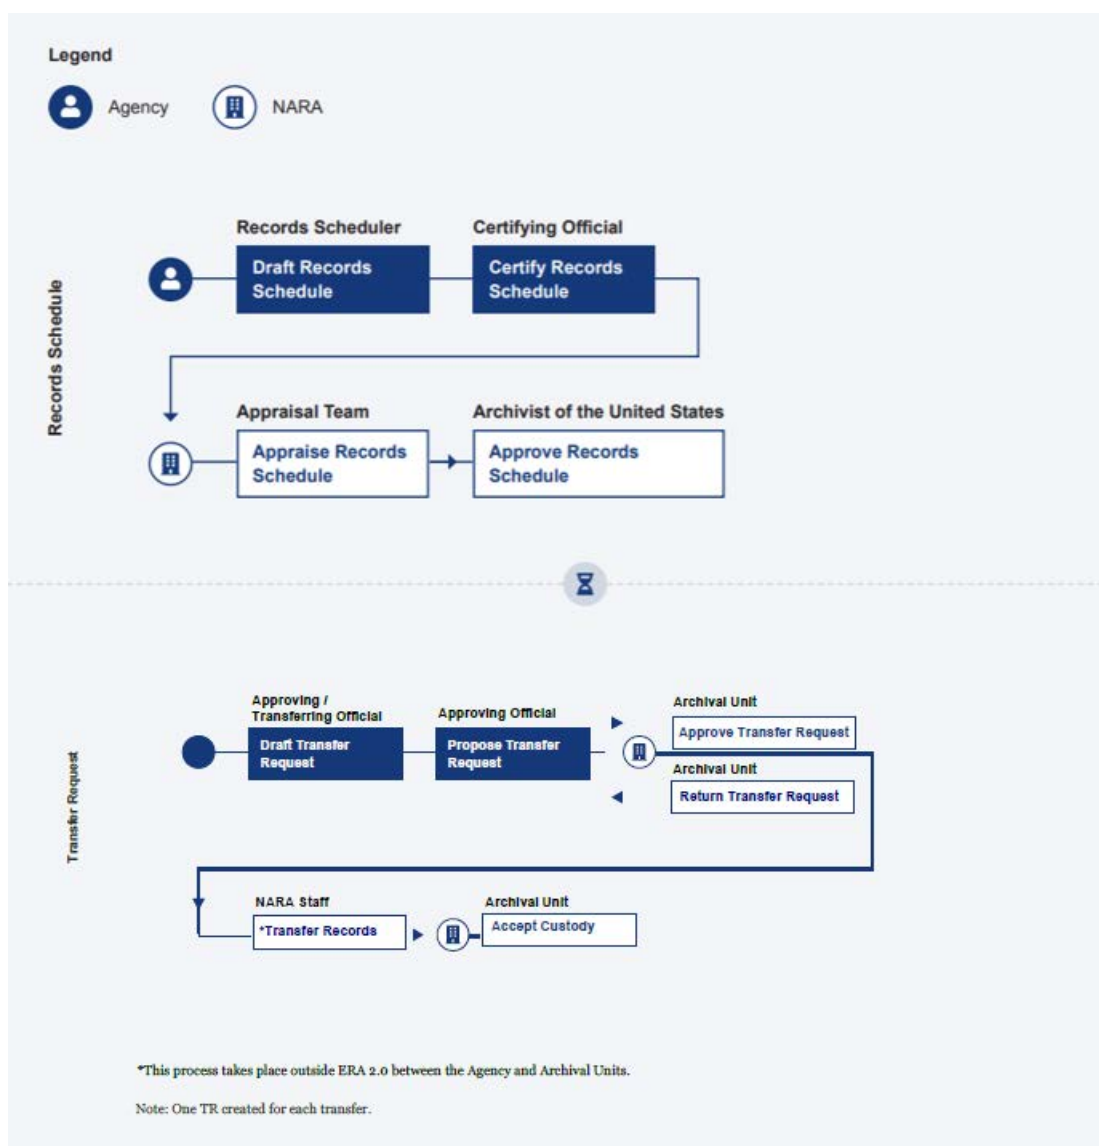 Legend
Agency
NARA
Records Schedule
Records Scheduler
Certifying Official
Draft Records
Schedule
Certify Records
Schedule
Appraisal Team
Archivist of the United States
Appraise Records
Schedule
Approve Records
Schedule
Transfer Request
Approving /
Transferring Official
Approving Official
Archival Unit
Draft Transfer
Request
Propose Transfer
Request
Approve Transfer Request
Archival Unit
Return Transfer Request
NARA Staff
Archival Unit
*Transfer Records
Accept Custody
*This process takes place outside ERA 2.0 between the Agency and Archival Units.
Note: One TR created for each transfer.